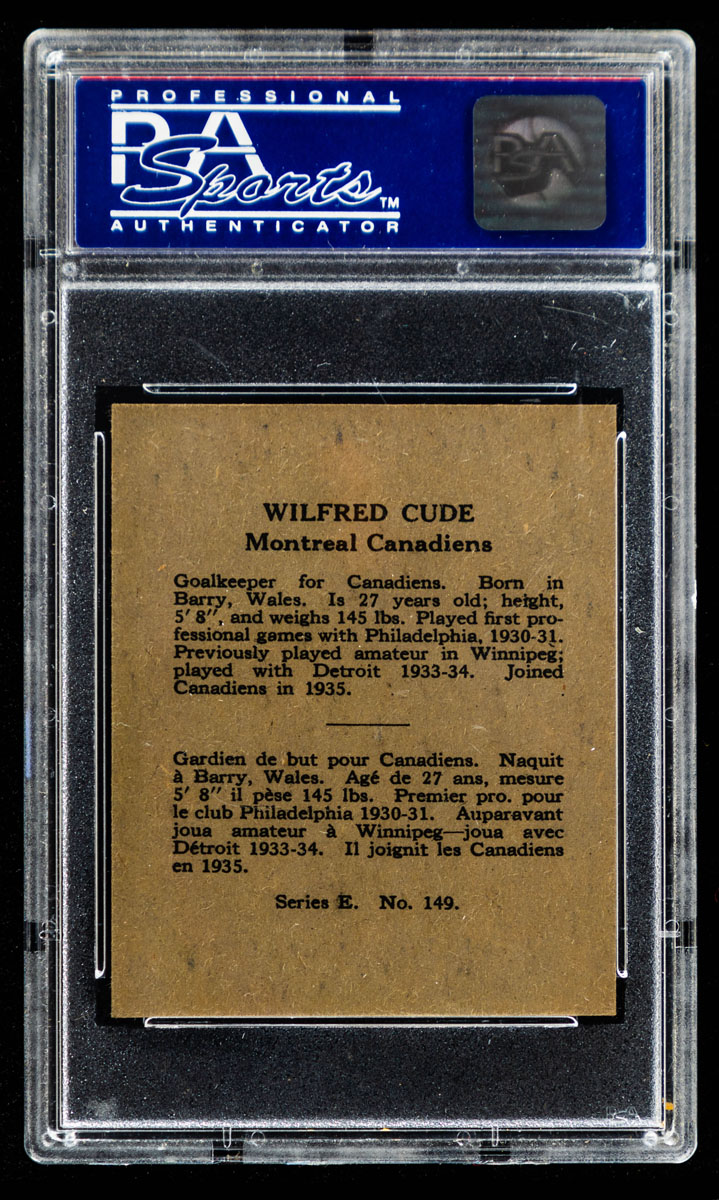 PROFESSIONAL
PSA
Sports™
AUTHENTICATOR
PSA
WILFRED CUDE
Montreal Canadiens
Goalkeeper for Canadiens. Born in
Barry, Wales. Is 27 years old; height,
5' 8", and weighs 145 lbs. Played first pro-
fessional games with Philadelphia, 1930-31.
Previously played amateur in Winnipeg;
played with Detroit 1933-34. Joined
Canadiens in 1935.
Gardien de but pour Canadiens. Naquit
à Barry, Wales. Agé de 27 ans, mesure
5' 8" il pèse 145 lbs. Premier pro. pour
le club Philadelphia 1930-31. Auparavant
joua amateur à Winnipeg—joua avec
Détroit 1933-34. Il joignit les Canadiens
en 1935.
Series E. No. 149.
PSA